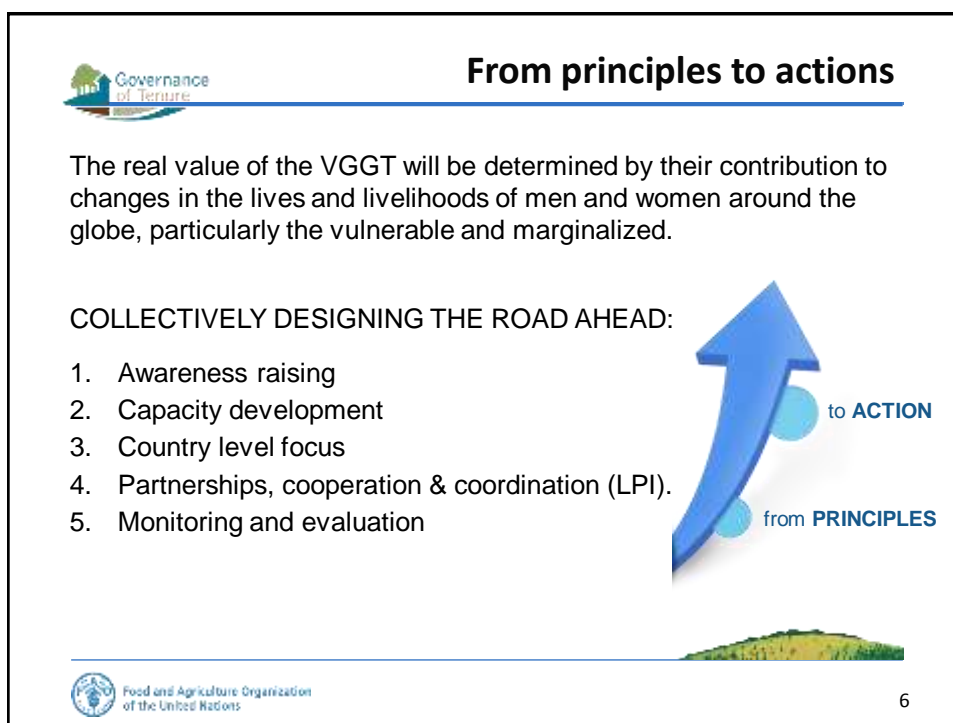 Governance
of Tenure
From principles to actions
The real value of the VGGT will be determined by their contribution to
changes in the lives and livelihoods of men and women around the
globe, particularly the vulnerable and marginalized.
COLLECTIVELY DESIGNING THE ROAD AHEAD:
1. Awareness raising
2. Capacity development
3. Country level focus
4. Partnerships, cooperation & coordination (LPI).
5. Monitoring and evaluation
to ACTION
from PRINCIPLES
Food and Agriculture Organization
of the United Nations
6